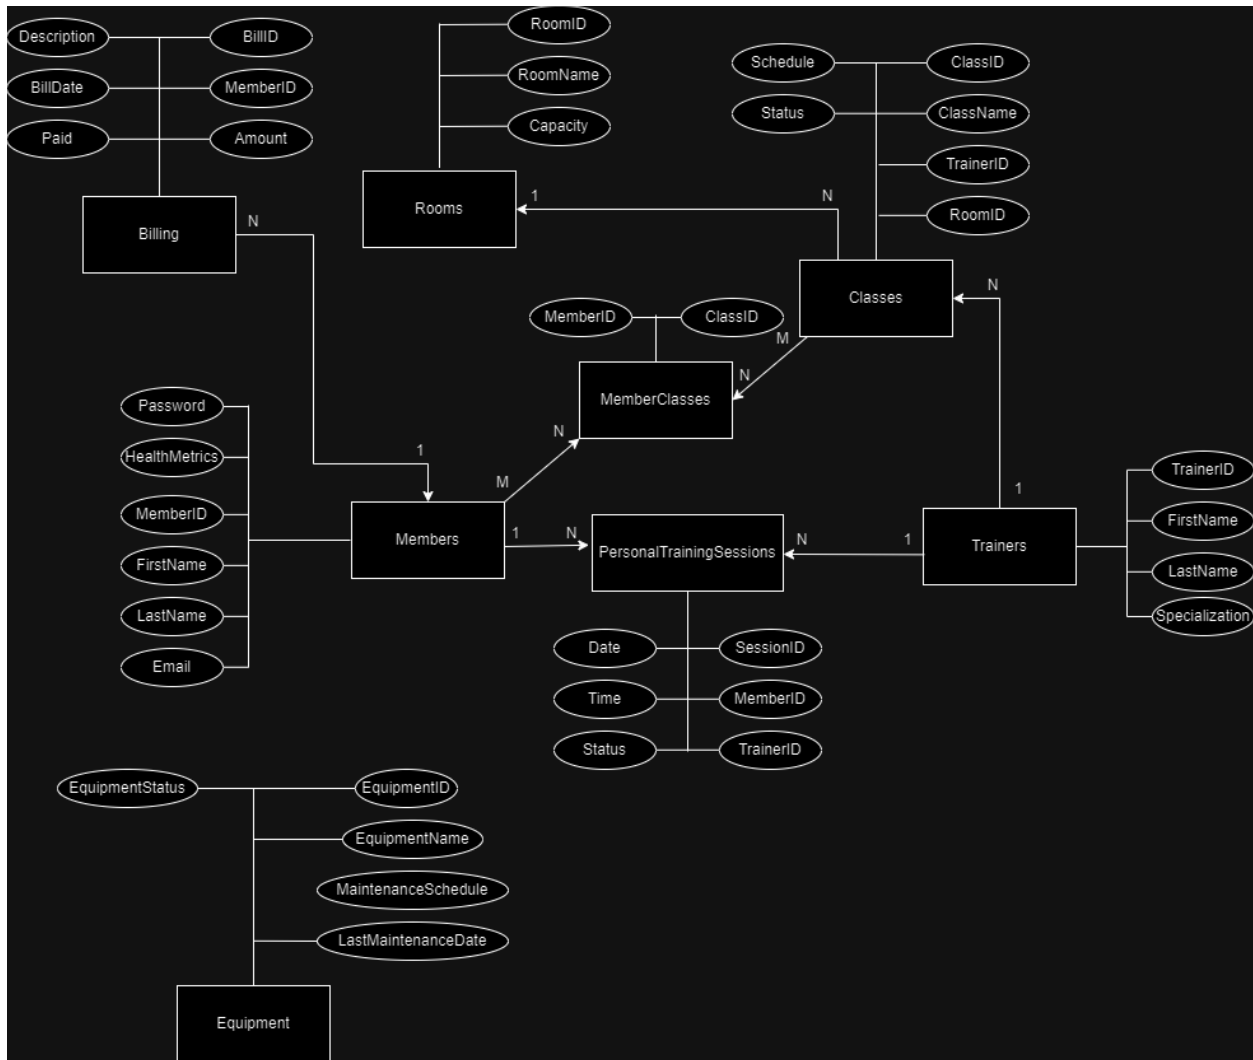 Description
BillID
BillDate
MemberID
Paid
Amount
Billing
N
RoomID
RoomName
Capacity
Rooms
1
N
Schedule
ClassID
Status
ClassName
TrainerID
RoomID
Classes
N
MemberID
ClassID
M
N
MemberClasses
N
M
1
Password
HealthMetrics
MemberID
FirstName
LastName
Email
Members
1
N
PersonalTrainingSessions
N
1
1
Trainers
TrainerID
FirstName
LastName
Specialization
Date
SessionID
Time
MemberID
Status
TrainerID
EquipmentStatus
EquipmentID
EquipmentName
MaintenanceSchedule
LastMaintenanceDate
Equipment